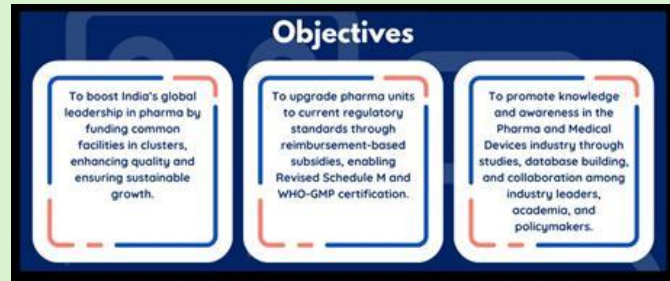 Objectives
To boost India's global
leadership in pharma by
funding common
facilities in clusters,
enhancing quality and
ensuring sustainable
growth.
To upgrade pharma units
to current regulatory
standards through
reimbursement-based
subsidies, enabling
Revised Schedule M and
WHO-GMP certification.
To promote knowledge
and awareness in the
Pharma and Medical
Devices industry through
studies, database building,
and collaboration among
industry leaders,
academia, and
policymakers.